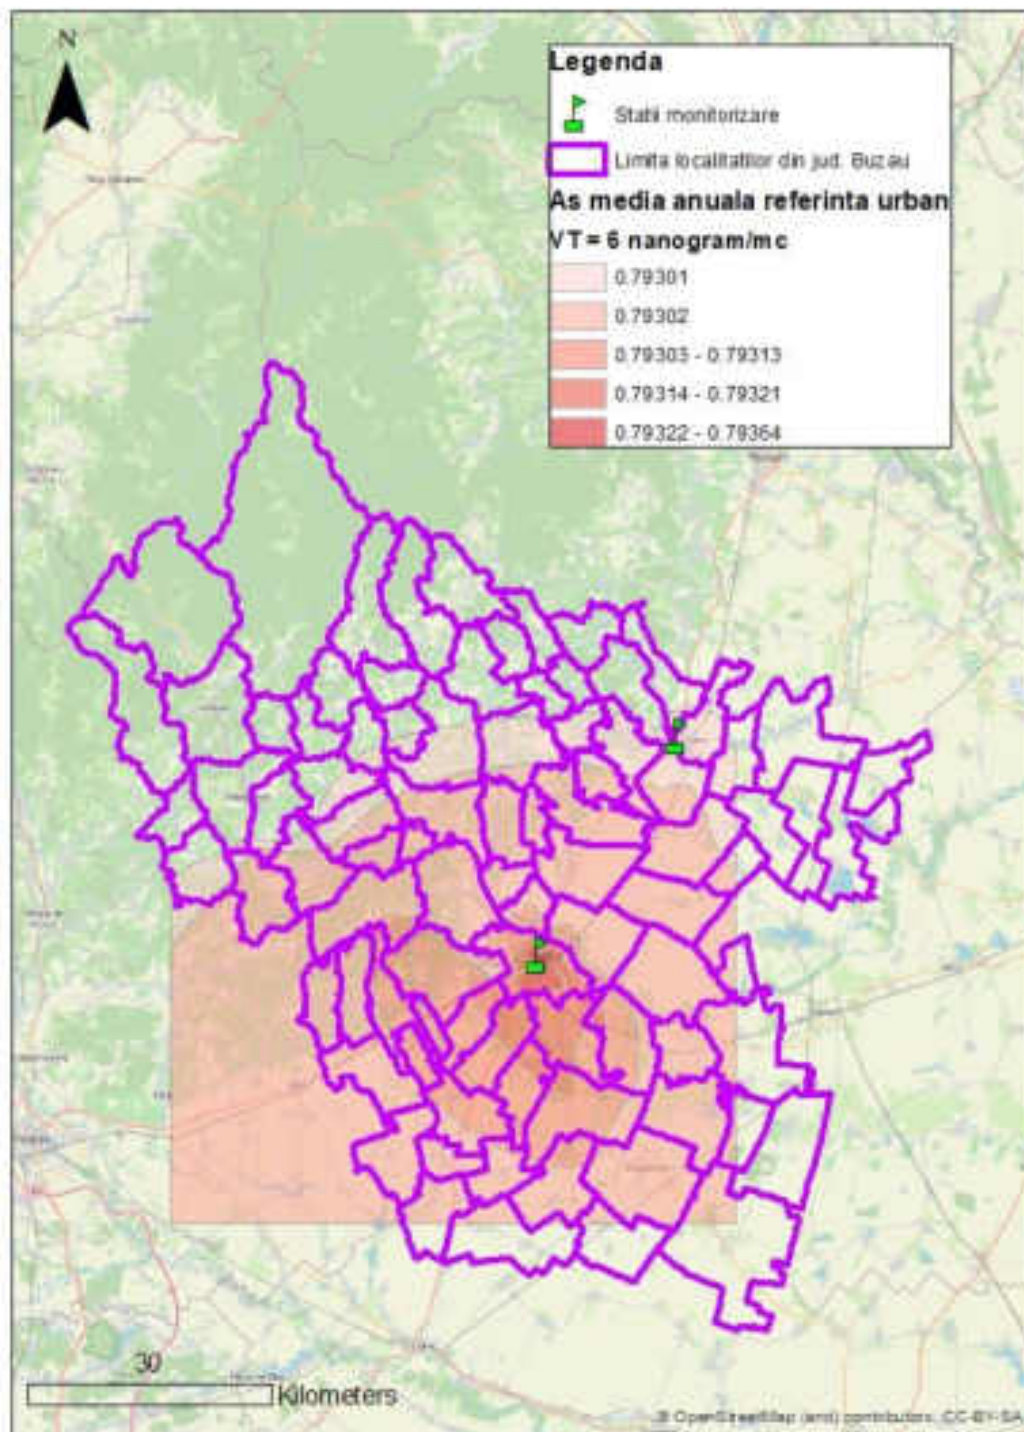 N
Legenda
Statii monitorizare
Limita localitatilor din jud. Buzau
As media anuala referinta urban
VT= 6 nanogram/mc
0.79301
0.79302
0.79303 - 0.79313
0.79314 - 0.79321
0.79322 - 0.79364
30
Kilometers
OpenStreetMap (and) contributors, CC-BY-SA